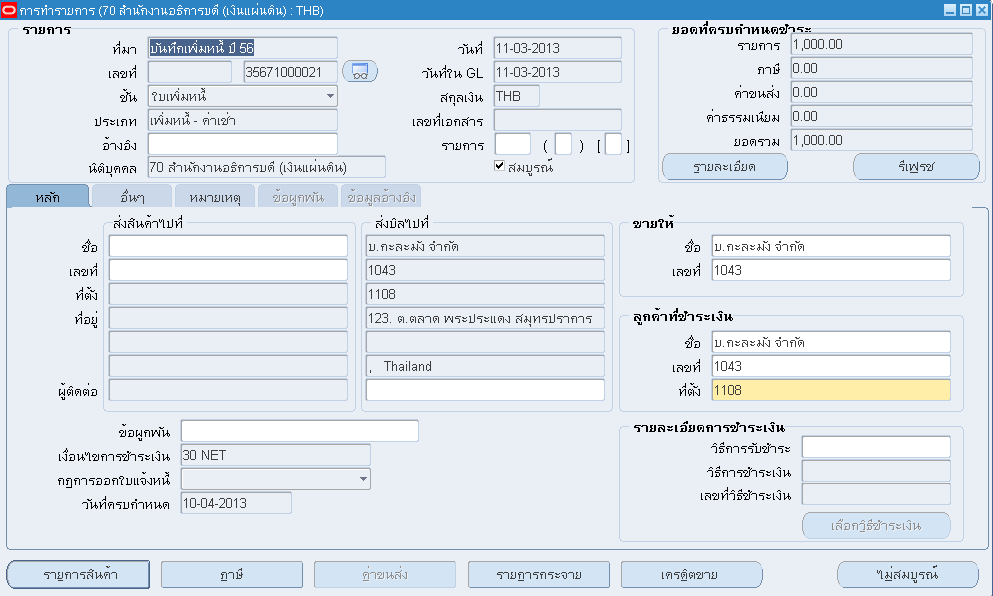 การทำรายการ (70 สำนักงานอธิการบดี (เงินแผ่นดิน) : THB)
รายการ
ที่มา บันทึกเพิ่มหนี้ ปี 56
เลขที่ 35671000021
ชั้น ใบเพิ่มหนี้
ประเภท เพิ่มหนี้ - ค่าเช่า
อ้างอิง
นิติบุคคล 70 สำนักงานอธิการบดี (เงินแผ่นดิน)
วันที่ 11-03-2013
วันที่ใน GL 11-03-2013
สกุลเงิน THB
เลขที่เอกสาร
รายการ ( ) [ ]
สมบูรณ์
ยอดที่ครบกำหนดชำระ
รายการ 1,000.00
ภาษี 0.00
ค่าขนส่ง 0.00
ค่าธรรมเนียม 0.00
ยอดรวม 1,000.00
รายละเอียด รีเฟรช
หลัก อื่นๆ หมายเหตุ ข้อผูกพัน ข้อมูลอ้างอิง
ส่งสินค้าไปที่
ชื่อ
เลขที่
ที่ตั้ง
ที่อยู่
ผู้ติดต่อ
ส่งบิลไปที่
บ.กะละมัง จำกัด
1043
1108
123. ต.ตลาด พระประแดง สมุทรปราการ
, Thailand
ขายให้
ชื่อ บ.กะละมัง จำกัด
เลขที่ 1043
ลูกค้าที่ชำระเงิน
ชื่อ บ.กะละมัง จำกัด
เลขที่ 1043
ที่ตั้ง 1108
ข้อผูกพัน
เงื่อนไขการชำระเงิน 30 NET
กฎการออกใบแจ้งหนี้
วันที่ครบกำหนด 10-04-2013
รายละเอียดการชำระเงิน
วิธีการรับชำระ
วิธีการชำระเงิน
เลขที่วิธีชำระเงิน
เลือกวิธีชำระเงิน
รายการสินค้า ภาษี ค่าขนส่ง รายการกระจาย เครดิตขาย ไม่สมบูรณ์